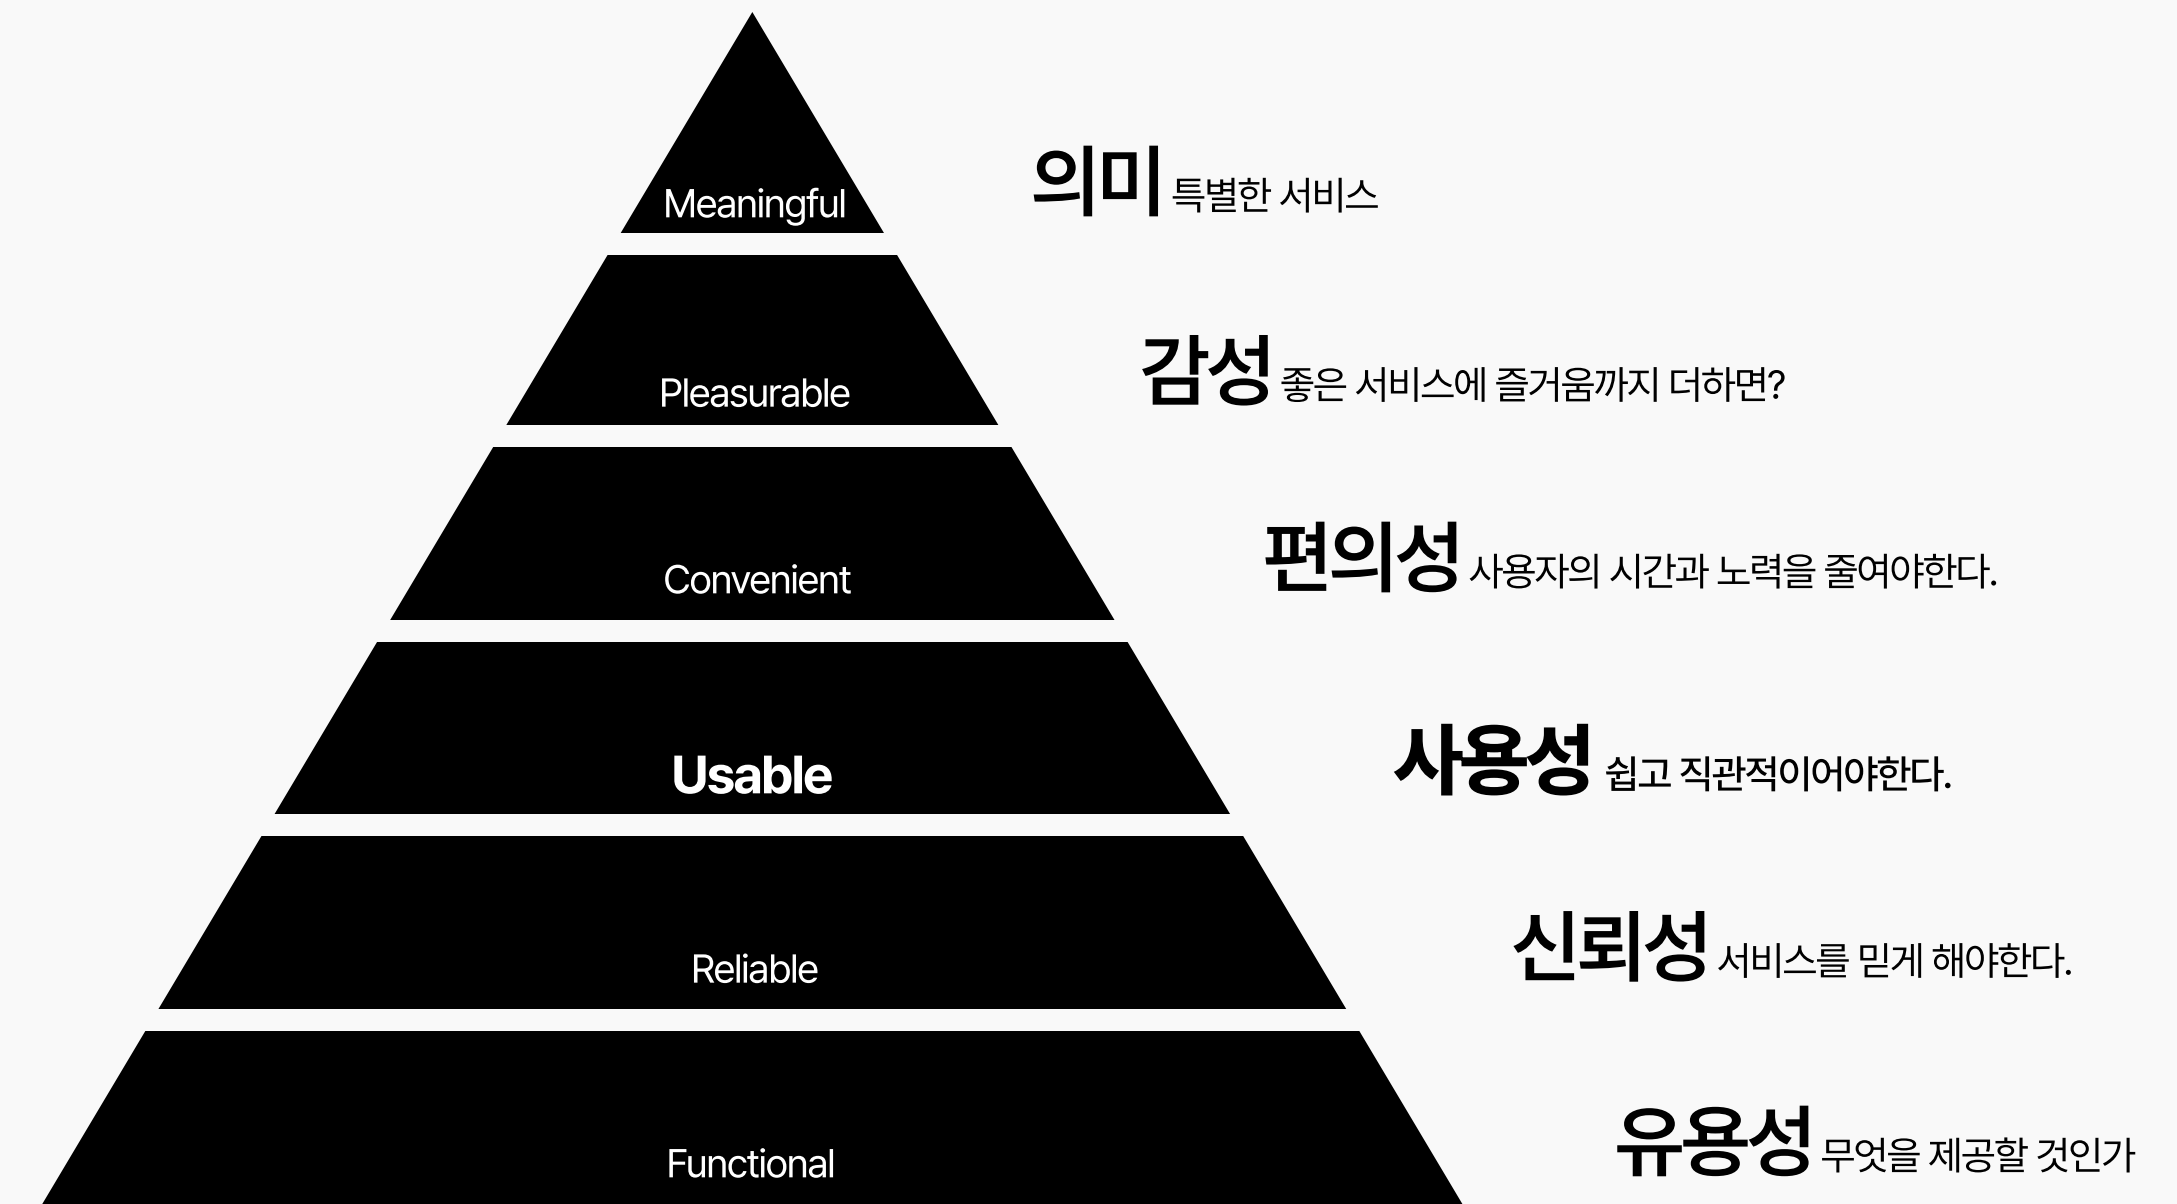 Meaningful
의미 특별한 서비스
Pleasurable
감성 좋은 서비스에 즐거움까지 더하면?
Convenient
편의성 사용자의 시간과 노력을 줄여야한다.
Usable
사용성 쉽고 직관적이어야한다.
Reliable
신뢰성 서비스를 믿게 해야한다.
Functional
유용성 무엇을 제공할 것인가